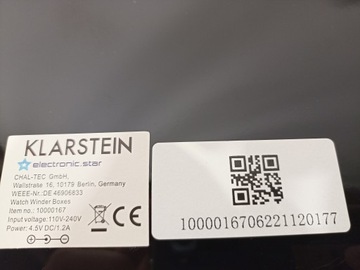 KLARSTEIN
electronic.star
CHAL-TEC GmbH,
Wallstraße 16, 10179 Berlin, Germany
WEEE-Nr.:DE 46906833
Watch Winder Boxes
Item no.: 10000167
Input voltage:110V-240V
Power: 4.5V DC/1.2A
CE
1000016706221120177